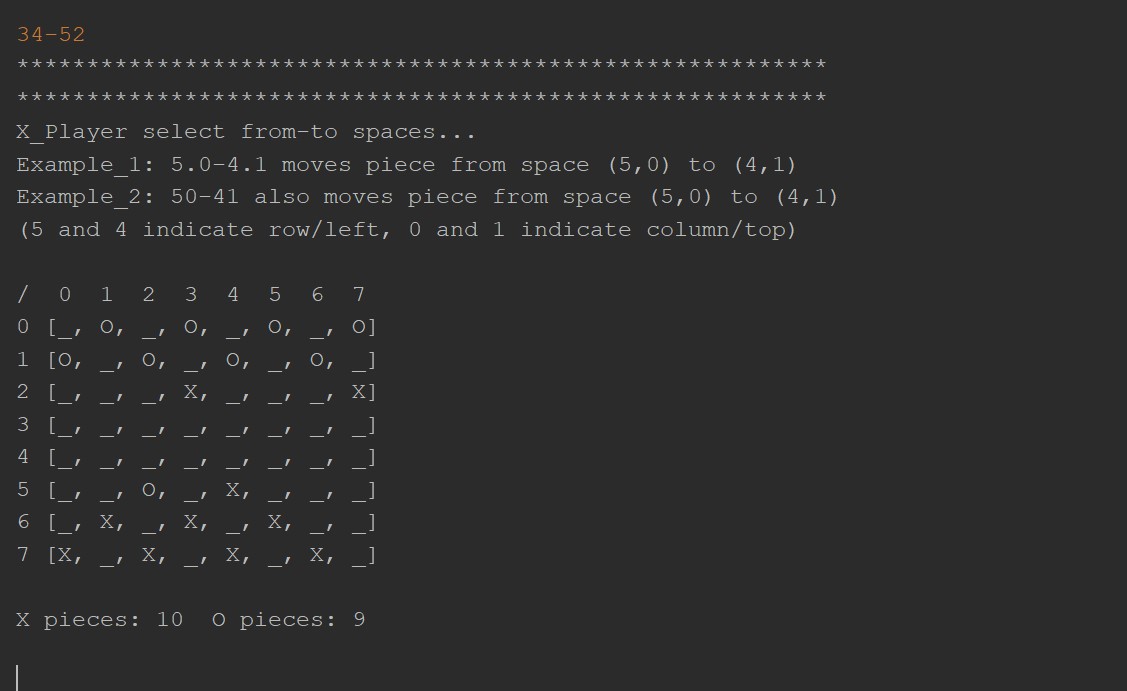 34-52
**********************************************************
**********************************************************
X_Player select from-to spaces...
Example_1: 5.0-4.1 moves piece from space (5,0) to (4,1)
Example_2: 50-41 also moves piece from space (5,0) to (4,1)
(5 and 4 indicate row/left, 0 and 1 indicate column/top)
/  0  1  2  3  4  5  6  7
0 [_, O, _, O, _, O, _, O]
1 [O, _, O, _, O, _, O, _]
2 [_, _, _, X, _, _, _, X]
3 [_, _, _, _, _, _, _, _]
4 [_, _, _, _, _, _, _, _]
5 [_, _, O, _, X, _, _, _]
6 [_, X, _, X, _, X, _, _]
7 [X, _, X, _, X, _, X, _]
X pieces: 10  O pieces: 9